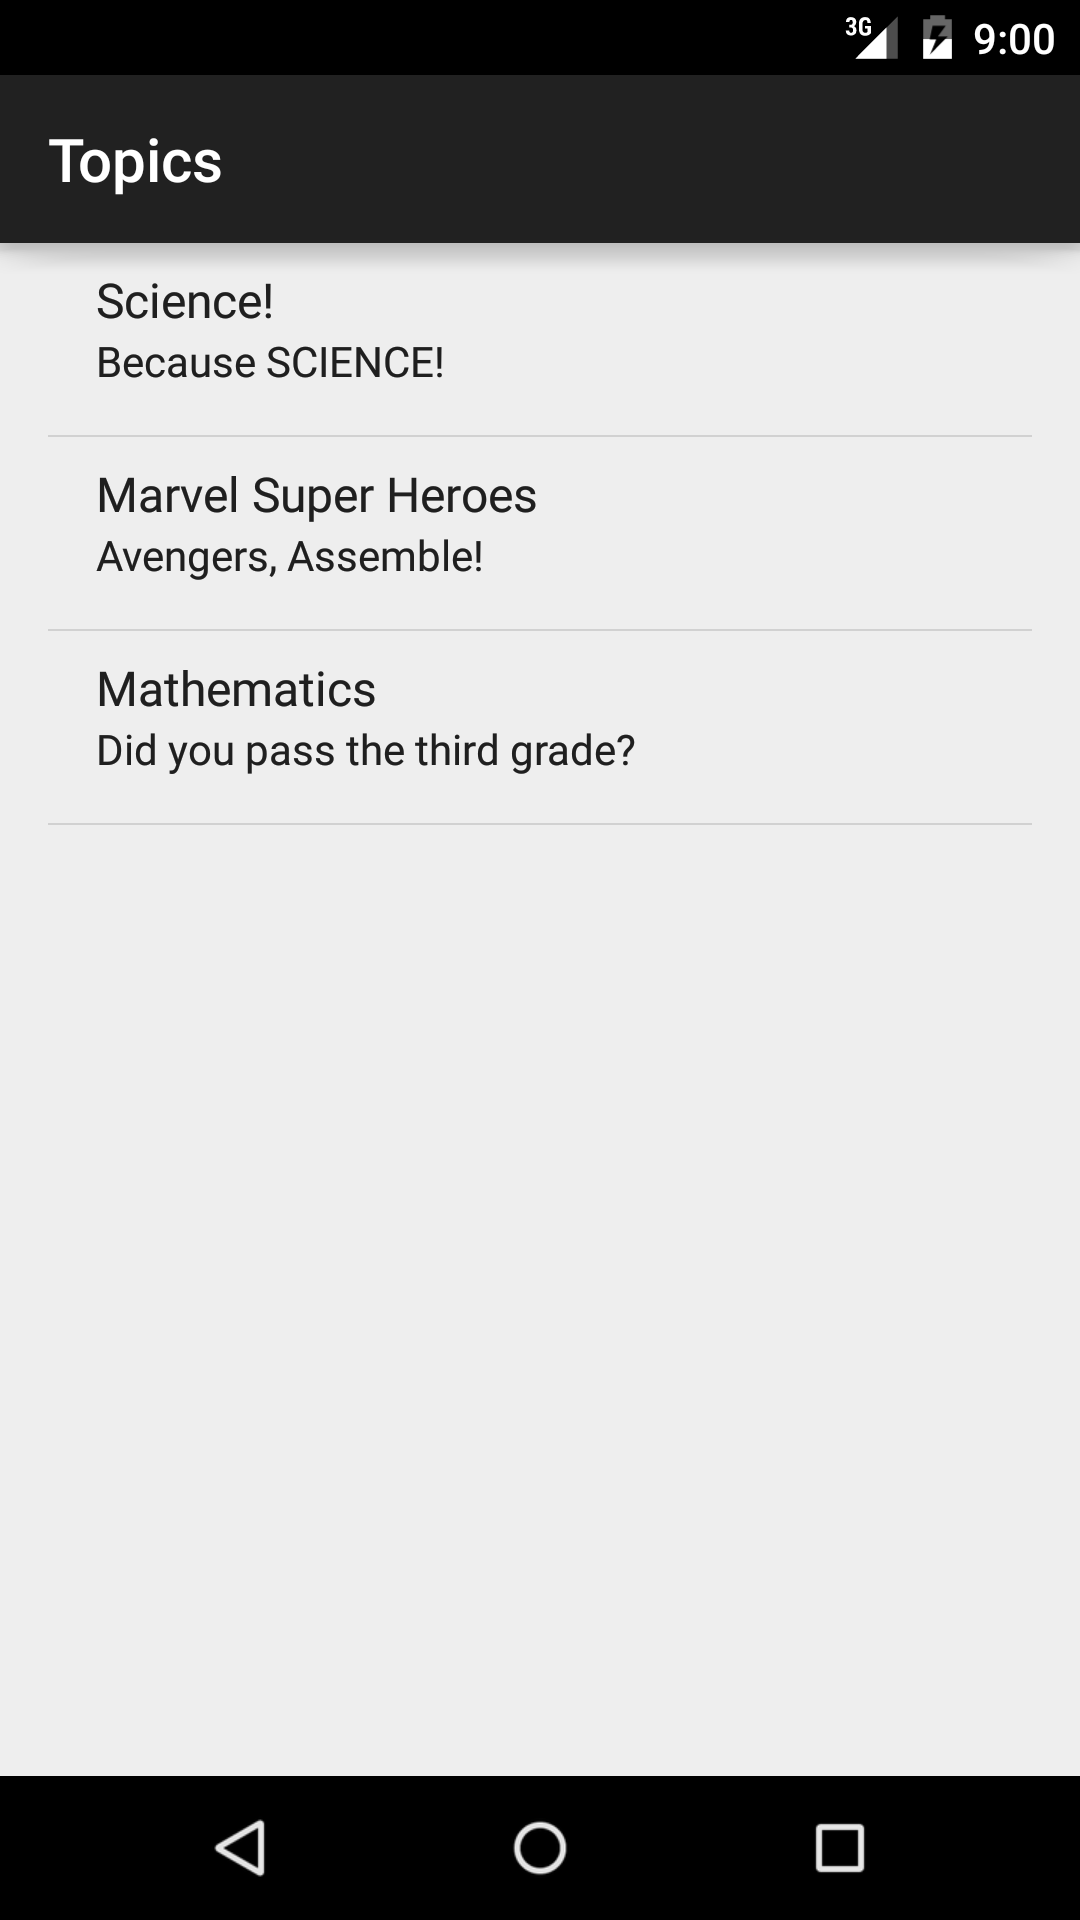 3G 9:00
Topics
Science!
Because SCIENCE!
Marvel Super Heroes
Avengers, Assemble!
Mathematics
Did you pass the third grade?